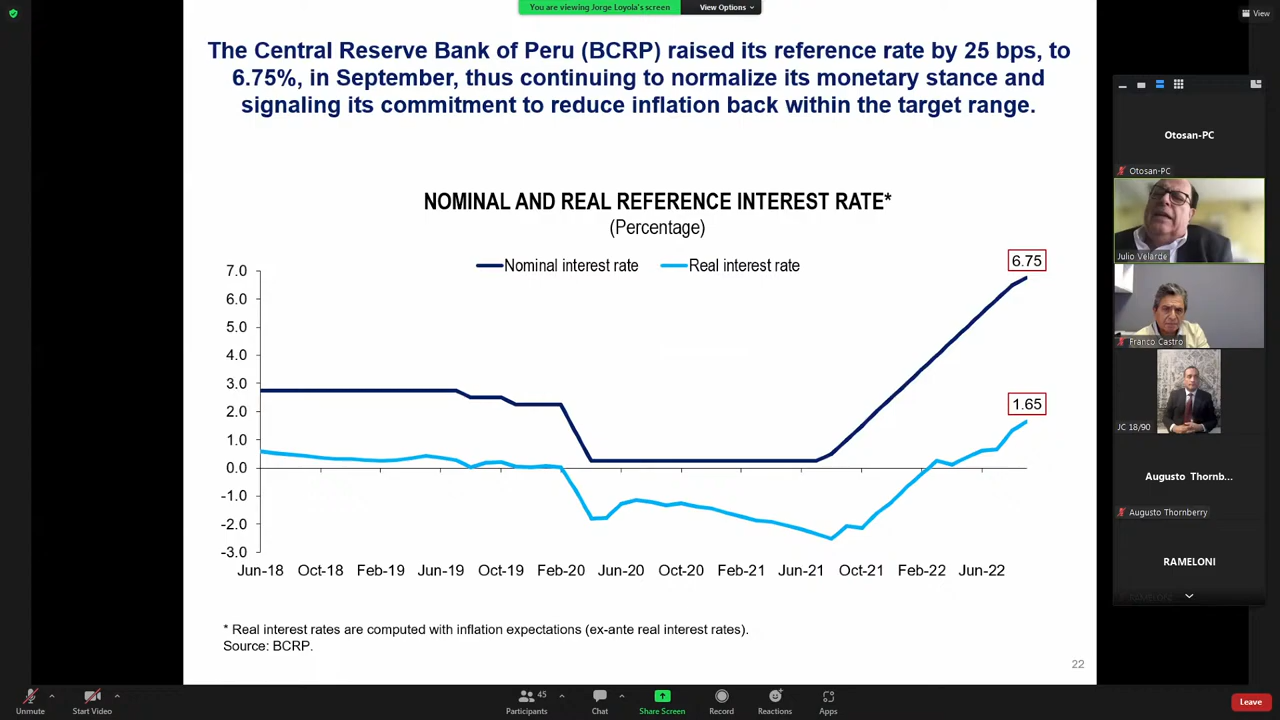 You are viewing Jorge Loyola's screen
View Options
View
The Central Reserve Bank of Peru (BCRP) raised its reference rate by 25 bps, to
6.75%, in September, thus continuing to normalize its monetary stance and
signaling its commitment to reduce inflation back within the target range.
NOMINAL AND REAL REFERENCE INTEREST RATE*
(Percentage)
Nominal interest rate
Real interest rate
7.0
6.0
5.0
4.0
3.0
2.0
1.0
0.0
-1.0
-2.0
-3.0
6.75
1.65
Jun-18 Oct-18 Feb-19 Jun-19 Oct-19 Feb-20 Jun-20 Oct-20 Feb-21 Jun-21 Oct-21 Feb-22 Jun-22
* Real interest rates are computed with inflation expectations (ex-ante real interest rates).
Source: BCRP.
22
Otosan-PC
Otosan-PC
Julio Velarde
Franco Castro
JC 18/90
Augusto Thornb...
Augusto Thornberry
RAMELONI
RAMELONI
Unmute
Start Video
45
Participants
Chat
Share Screen
Record
Reactions
Apps
Leave